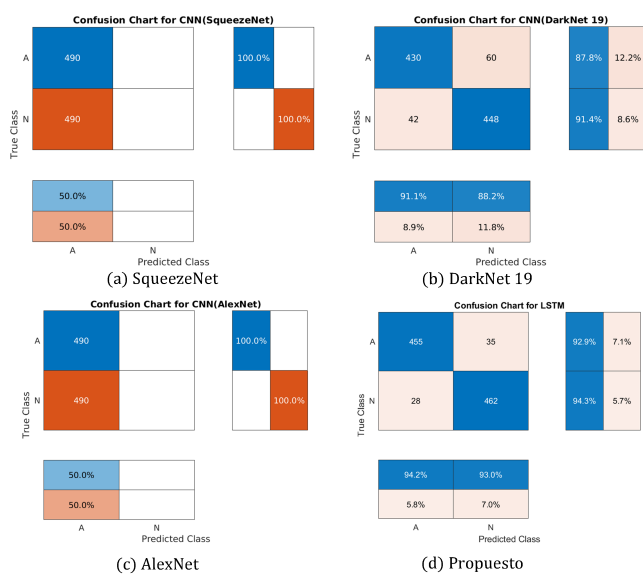 Confusion Chart for CNN(SqueezeNet)
True Class
A
490
100.0%
N
490
100.0%
50.0%
50.0%
A
N
Predicted Class
(a) SqueezeNet
Confusion Chart for CNN(DarkNet 19)
True Class
A
430
60
87.8%
12.2%
N
42
448
91.4%
8.6%
91.1%
88.2%
8.9%
11.8%
A
N
Predicted Class
(b) DarkNet 19
Confusion Chart for CNN(AlexNet)
True Class
A
490
100.0%
N
490
100.0%
50.0%
50.0%
A
N
Predicted Class
(c) AlexNet
Confusion Chart for LSTM
True Class
A
455
35
92.9%
7.1%
N
28
462
94.3%
5.7%
94.2%
93.0%
5.8%
7.0%
A
N
Predicted Class
(d) Propuesto